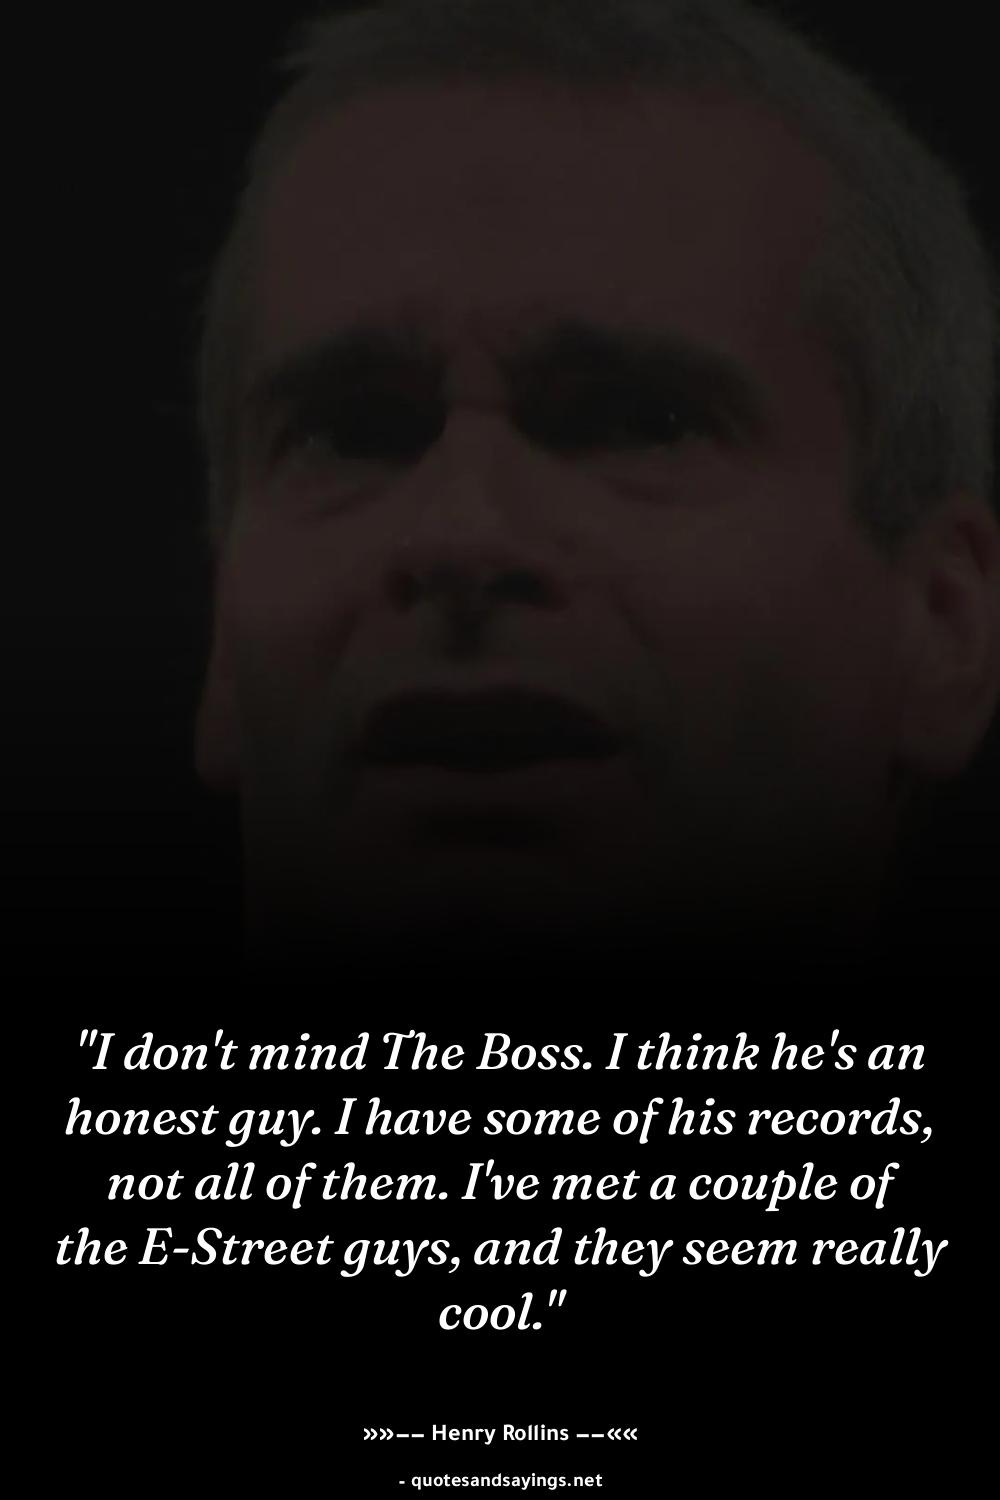 "I don't mind The Boss. I think he's an
honest guy. I have some of his records,
not all of them. I've met a couple of
the E-Street guys, and they seem really
cool."
»»–– Henry Rollins ––««
- quotesandsayings.net